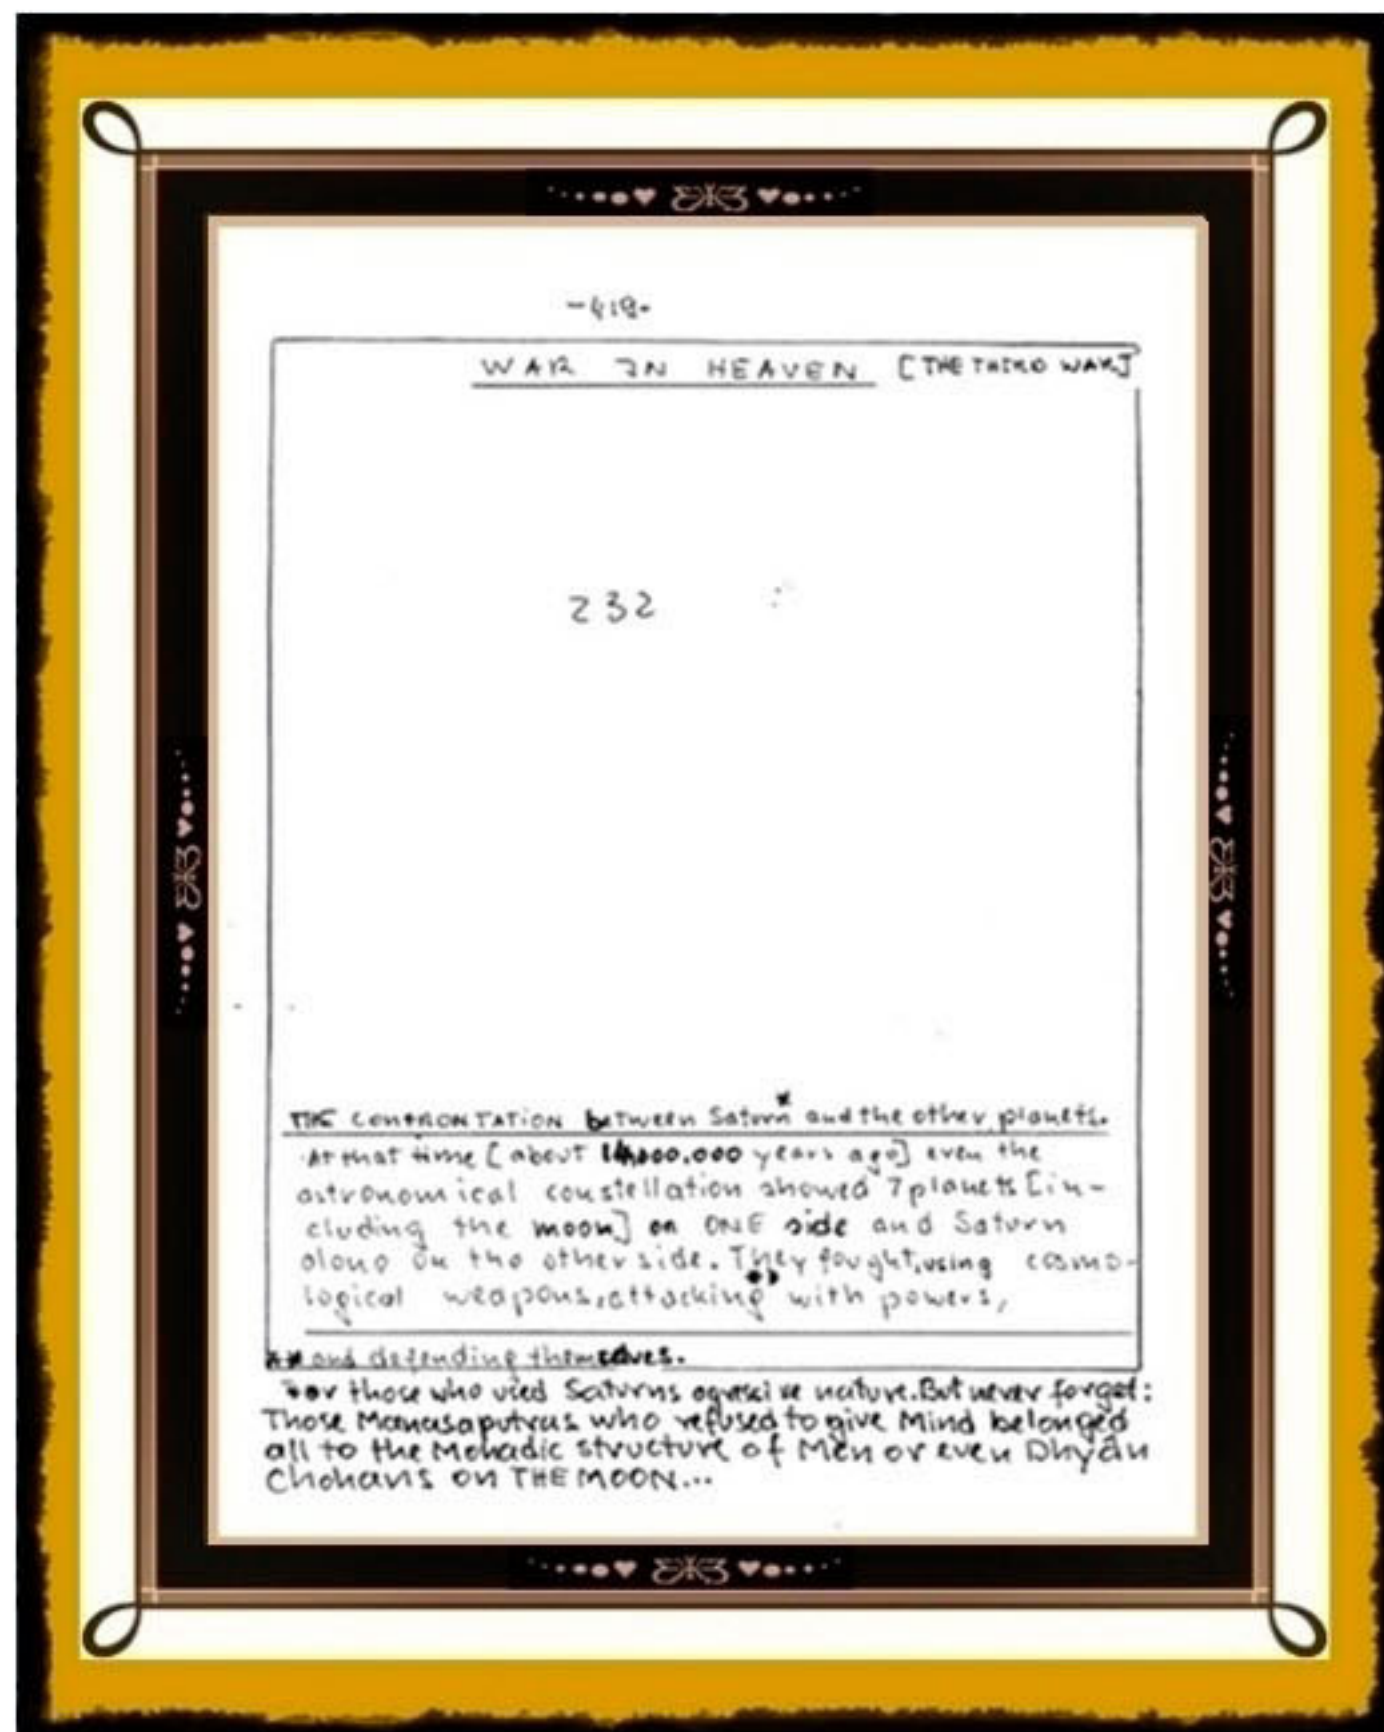 -419-
WAR IN HEAVEN [THE THIRD WAR]
232
THE CONFRONTATION between Saturn* and the other planets.
At that time [about 000.000 years ago] even the
astronomical constellation showed 7 planets [in-
cluding the moon] on ONE side and Saturn
alone on the other side. They fought, using cosmo-
logical weapons, attacking** with powers,
** and defending themselves.
*or those who used Saturns agressive nature. But never forget:
Those Manasaputras who refused to give Mind belonged
all to the Monadic structure of Men or even Dhyân
Chohans on THE MOON...